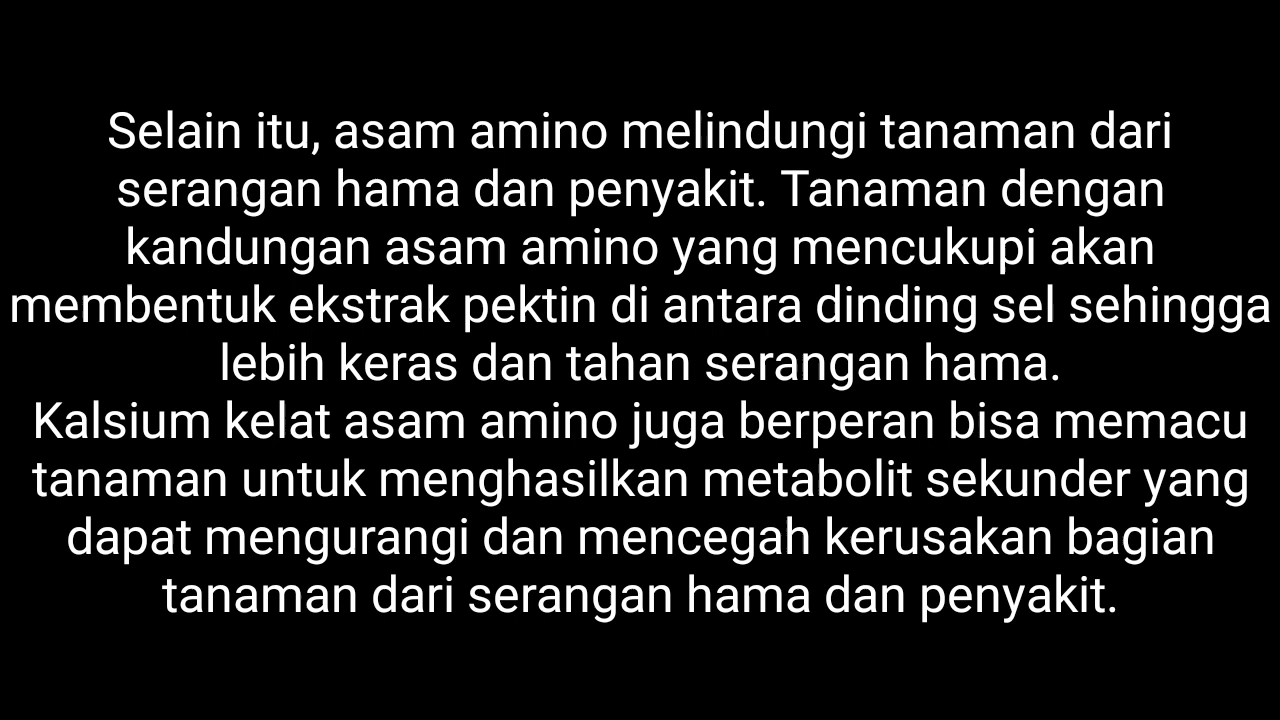 Selain itu, asam amino melindungi tanaman dari
serangan hama dan penyakit. Tanaman dengan
kandungan asam amino yang mencukupi akan
membentuk ekstrak pektin di antara dinding sel sehingga
lebih keras dan tahan serangan hama.
Kalsium kelat asam amino juga berperan bisa memacu
tanaman untuk menghasilkan metabolit sekunder yang
dapat mengurangi dan mencegah kerusakan bagian
tanaman dari serangan hama dan penyakit.